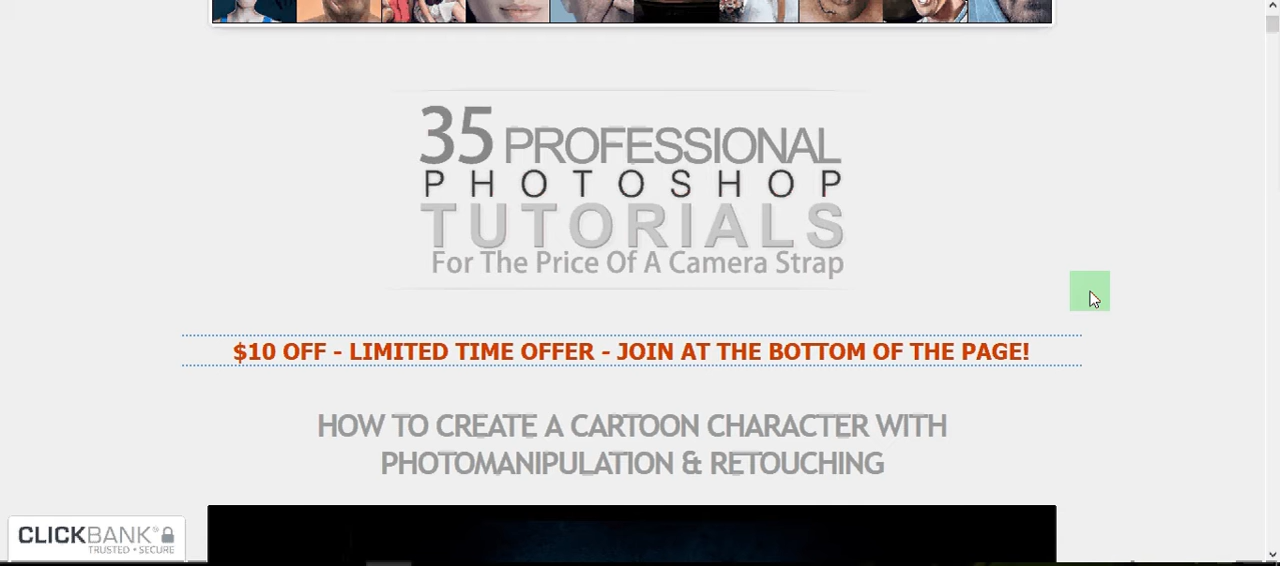 35 PROFESSIONAL
PHOTOSHOP
TUTORIALS
For The Price Of A Camera Strap
$10 OFF - LIMITED TIME OFFER - JOIN AT THE BOTTOM OF THE PAGE!
HOW TO CREATE A CARTOON CHARACTER WITH
PHOTOMANIPULATION & RETOUCHING
CLICKBANK®
TRUSTED • SECURE